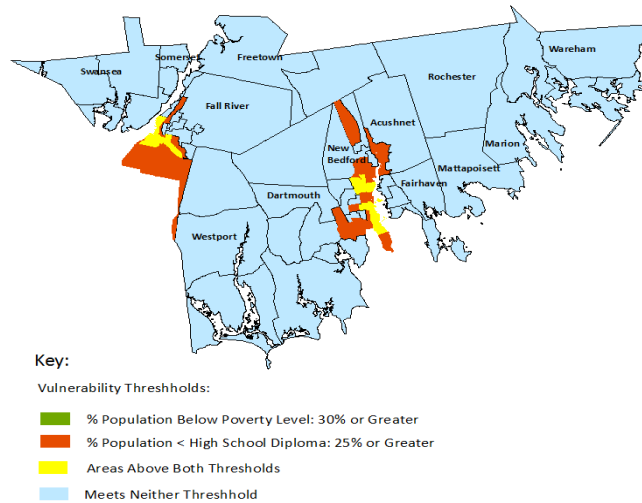 Wareham
Somerset
Freetown
Swansea
Rochester
Fall River
Acushnet
New
Bedford
Marion
Mattapoisett
Fairhaven
Dartmouth
Westport
Key:
Vulnerability Threshholds:
% Population Below Poverty Level: 30% or Greater
% Population < High School Diploma: 25% or Greater
Areas Above Both Thresholds
Meets Neither Threshhold